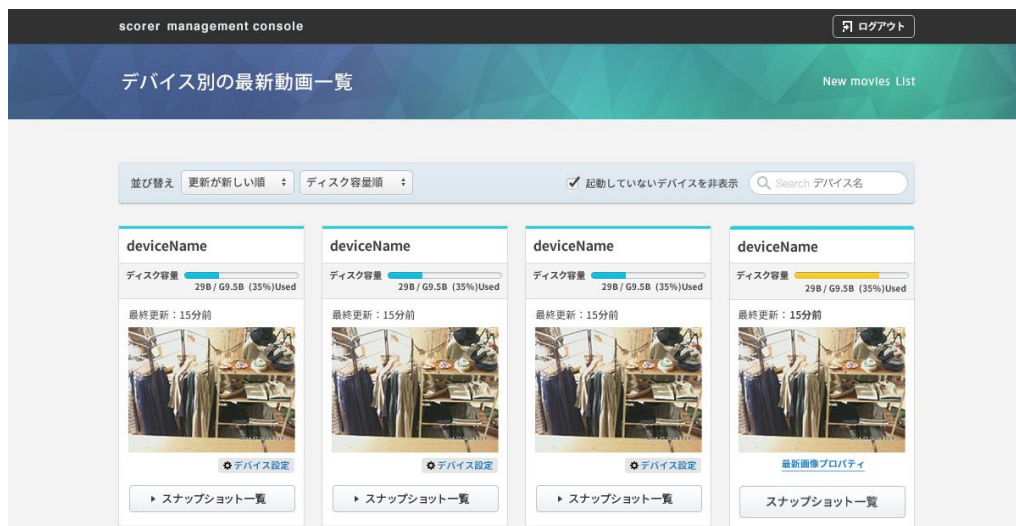 scorer management console
ログアウト
デバイス別の最新動画一覧
New movies List
並び替え 更新が新しい順 ディスク容量順 起動していないデバイスを非表示 Search デバイス名
deviceName deviceName deviceName deviceName
ディスク容量 ディスク容量 ディスク容量 ディスク容量
29B / G9.5B (35%)Used 29B / G9.5B (35%)Used 29B / G9.5B (35%)Used 29B / G9.5B (35%)Used
最終更新：15分前 最終更新：15分前 最終更新：15分前 最終更新：15分前
デバイス設定 デバイス設定 デバイス設定 最新画像プロパティ
スナップショット一覧 スナップショット一覧 スナップショット一覧 スナップショット一覧